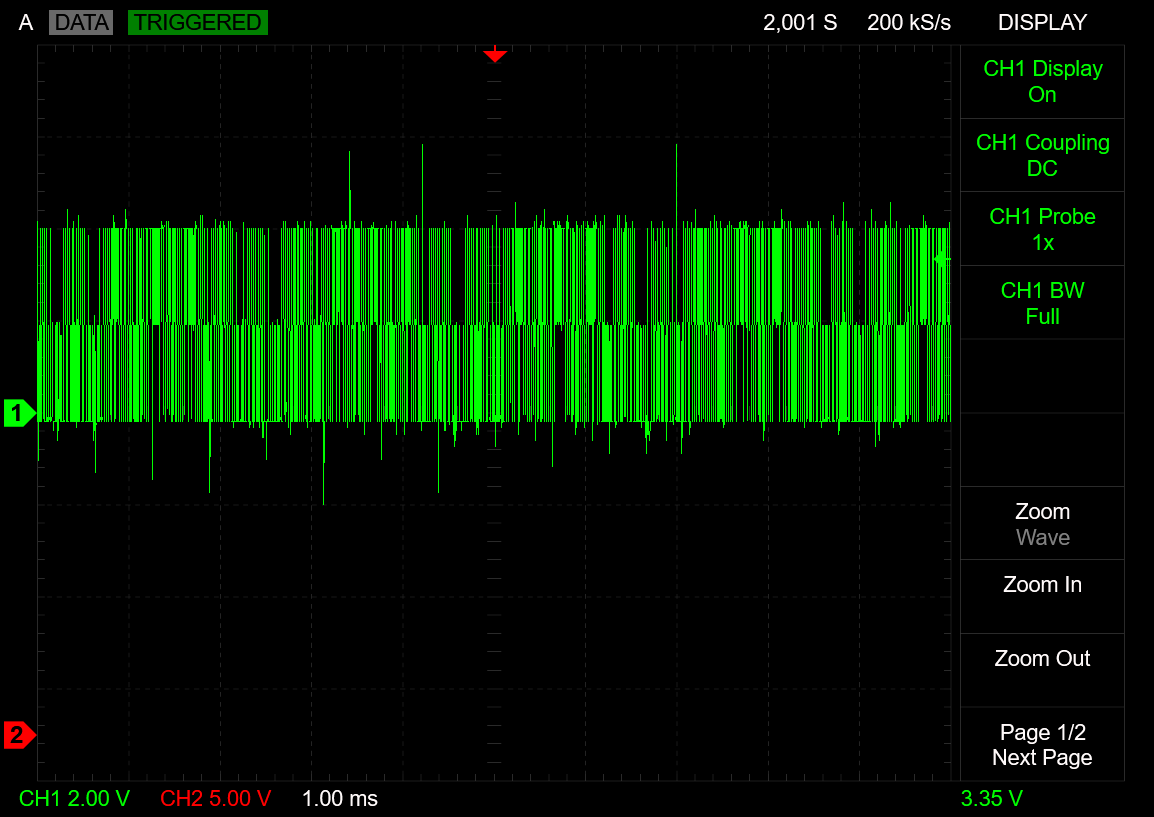 A DATA TRIGGERED 2,001 S 200 kS/s DISPLAY
CH1 Display
On
CH1 Coupling
DC
CH1 Probe
1x
CH1 BW
Full
1
Zoom
Wave
Zoom In
Zoom Out
2
Page 1/2
Next Page
CH1 2.00 V CH2 5.00 V 1.00 ms 3.35 V